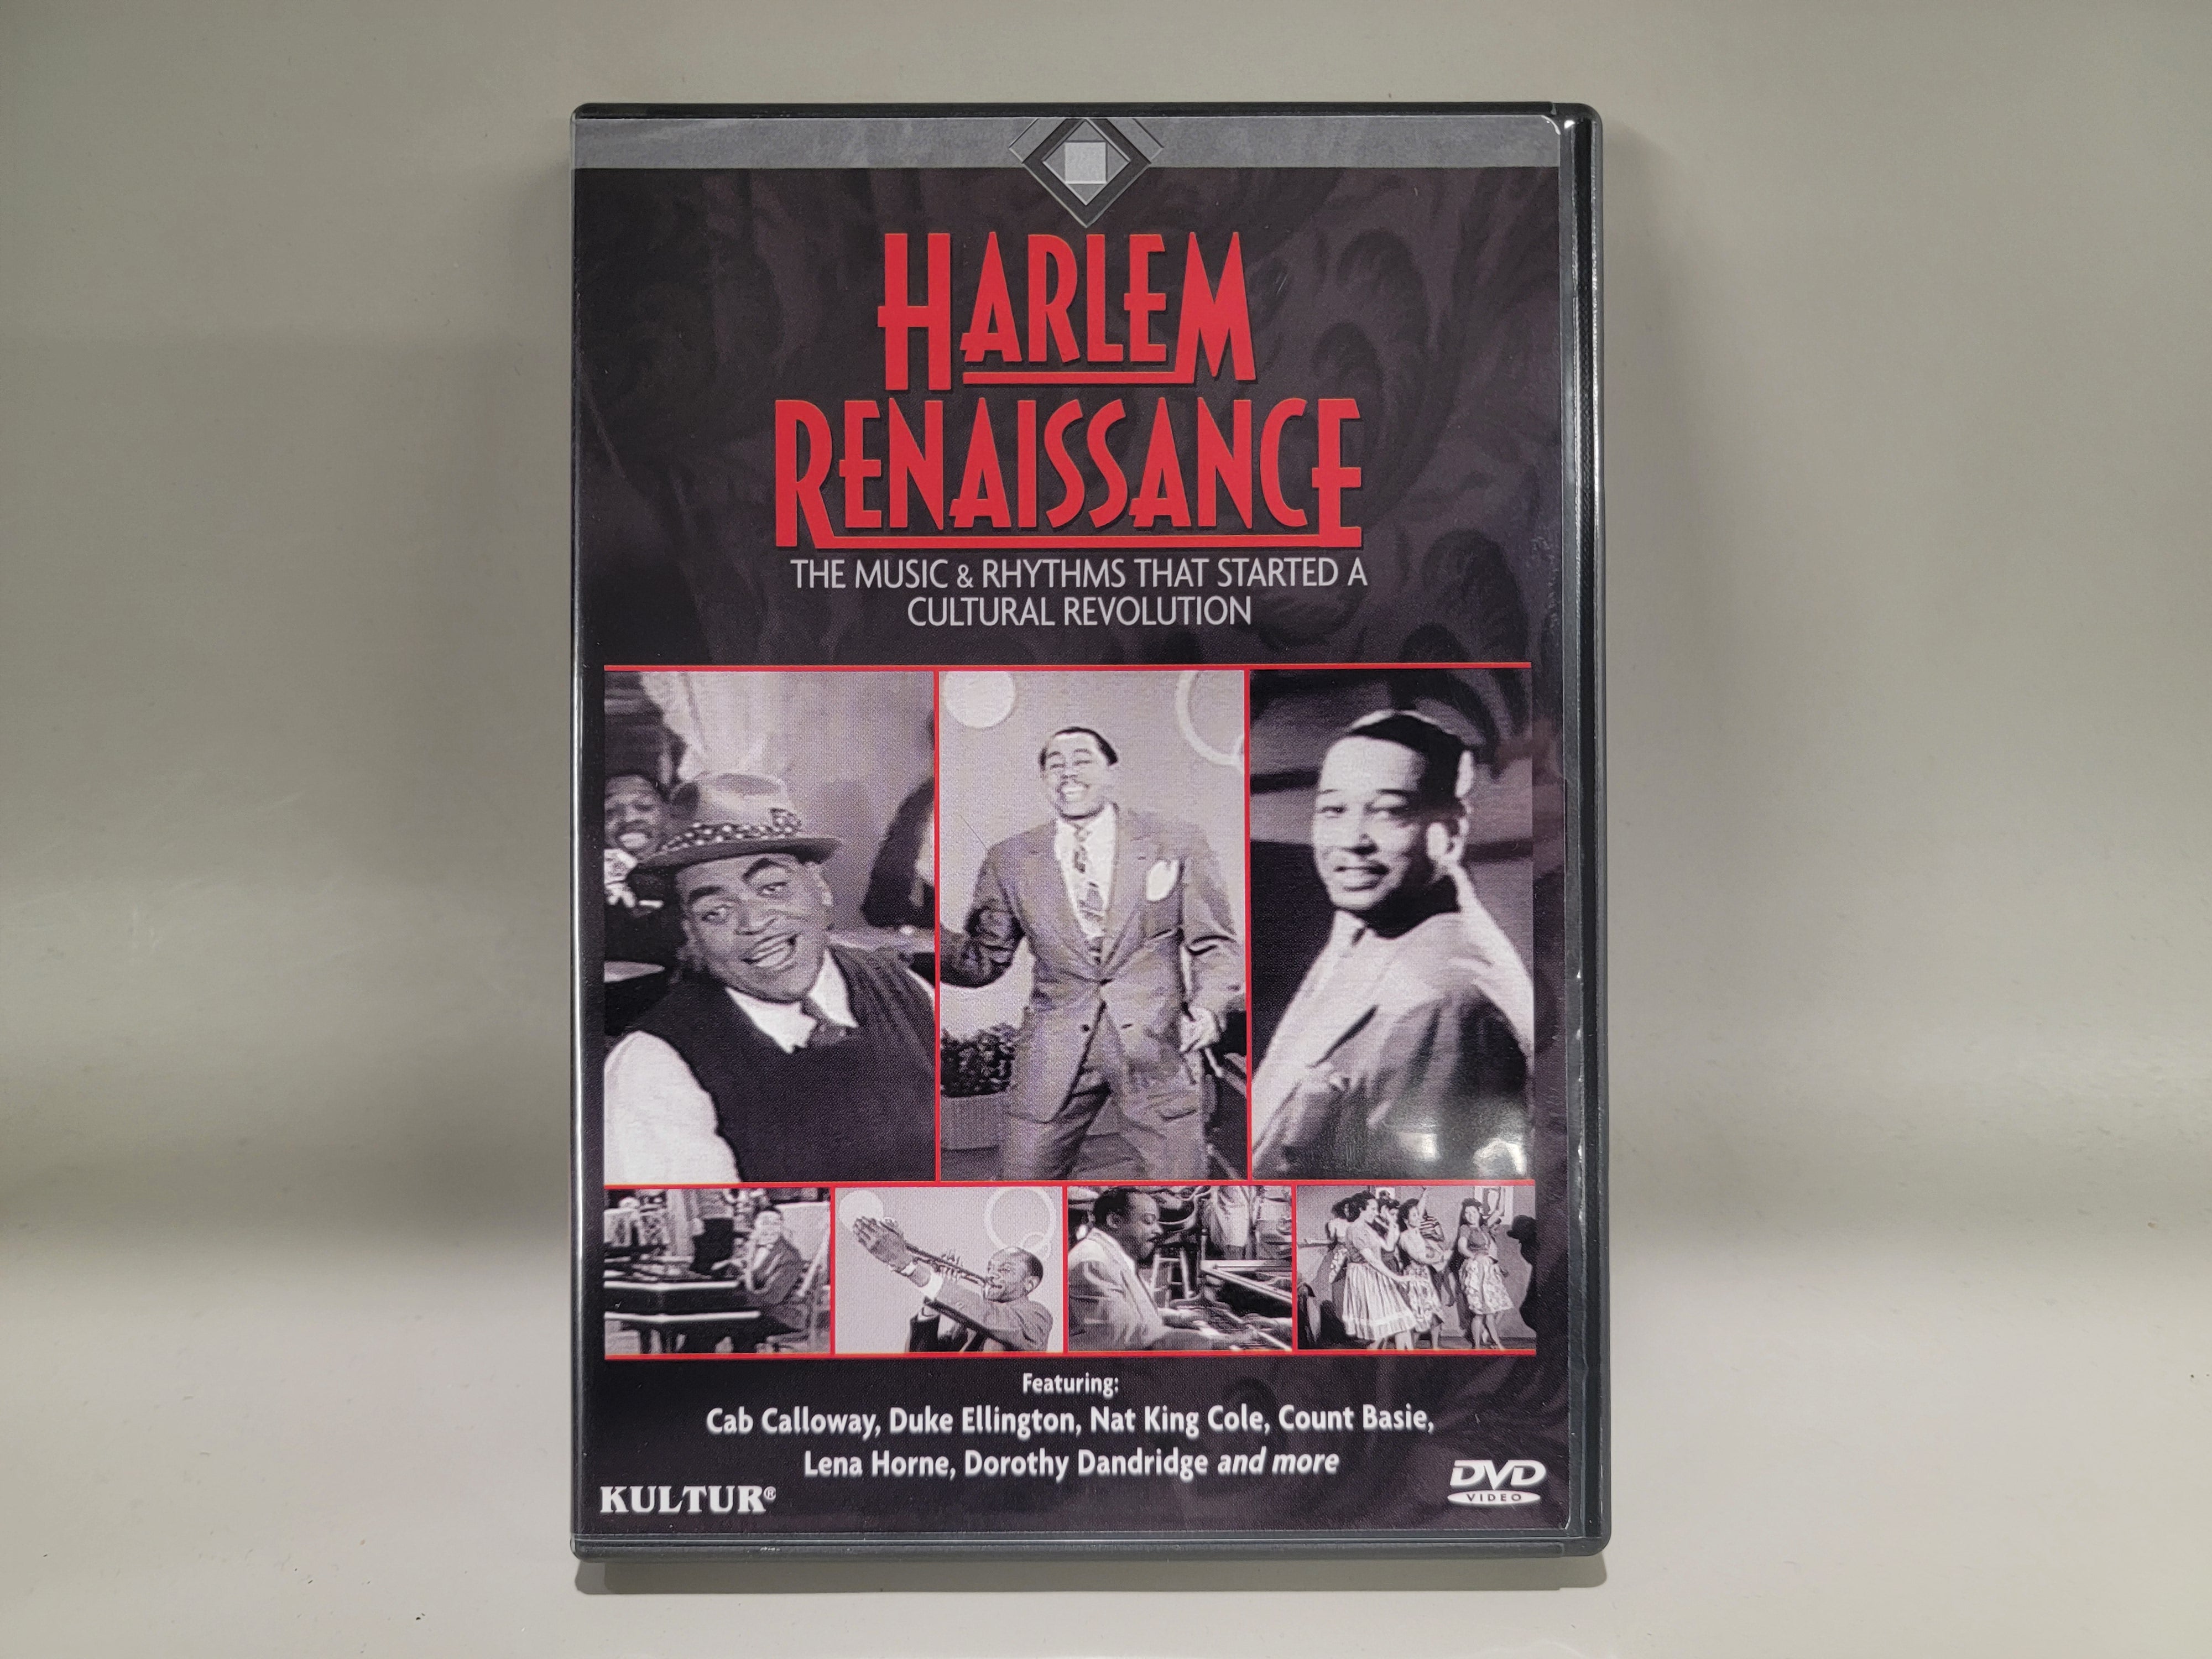 HARLEM
RENAISSANCE
THE MUSIC & RHYTHMS THAT STARTED A
CULTURAL REVOLUTION
Featuring:
Cab Calloway, Duke Ellington, Nat King Cole, Count Basie,
Lena Horne, Dorothy Dandridge and more
KULTUR®
DVD
VIDEO